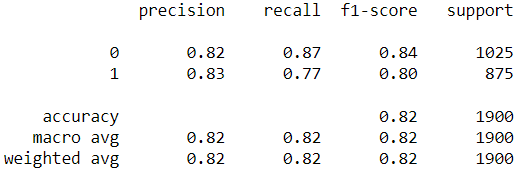 precision recall f1-score support
0 0.82 0.87 0.84 1025
1 0.83 0.77 0.80 875
accuracy 0.82 1900
macro avg 0.82 0.82 0.82 1900
weighted avg 0.82 0.82 0.82 1900